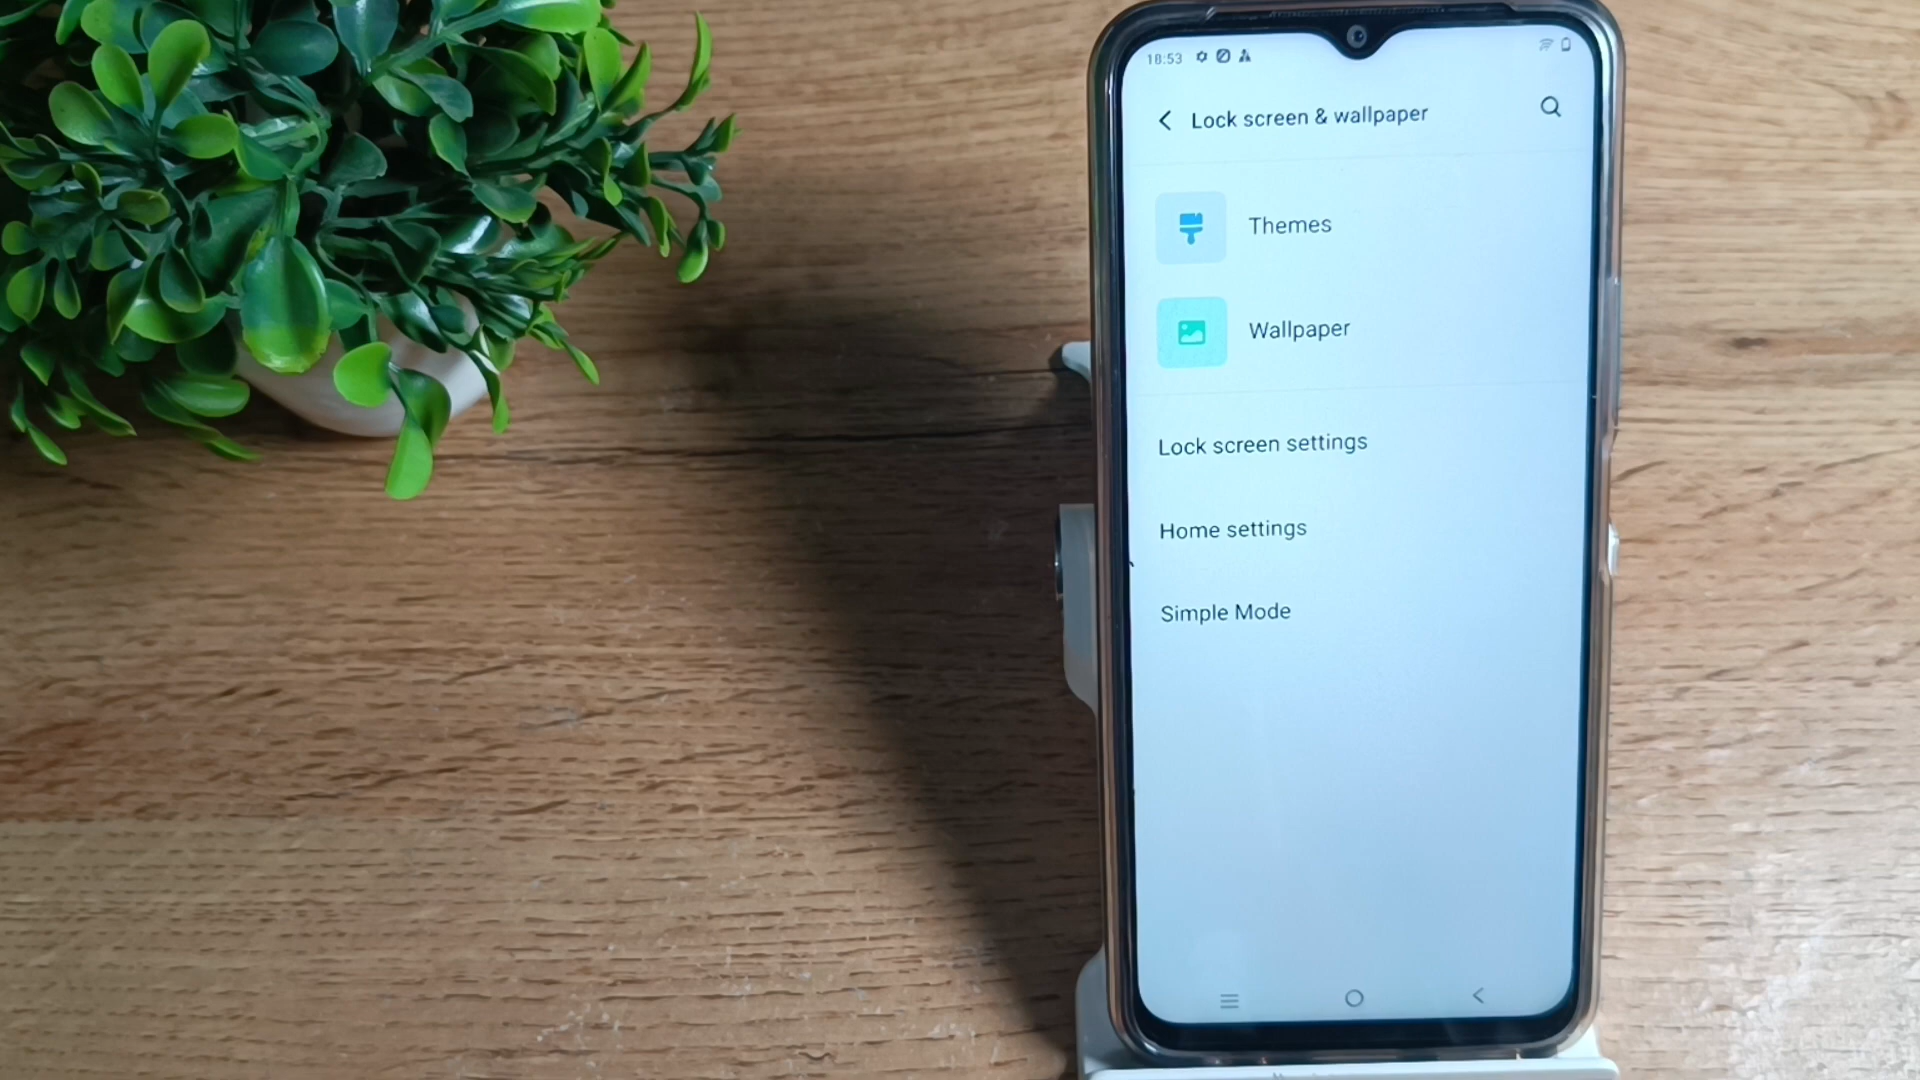 18:53
Lock screen & wallpaper
Themes
Wallpaper
Lock screen settings
Home settings
Simple Mode